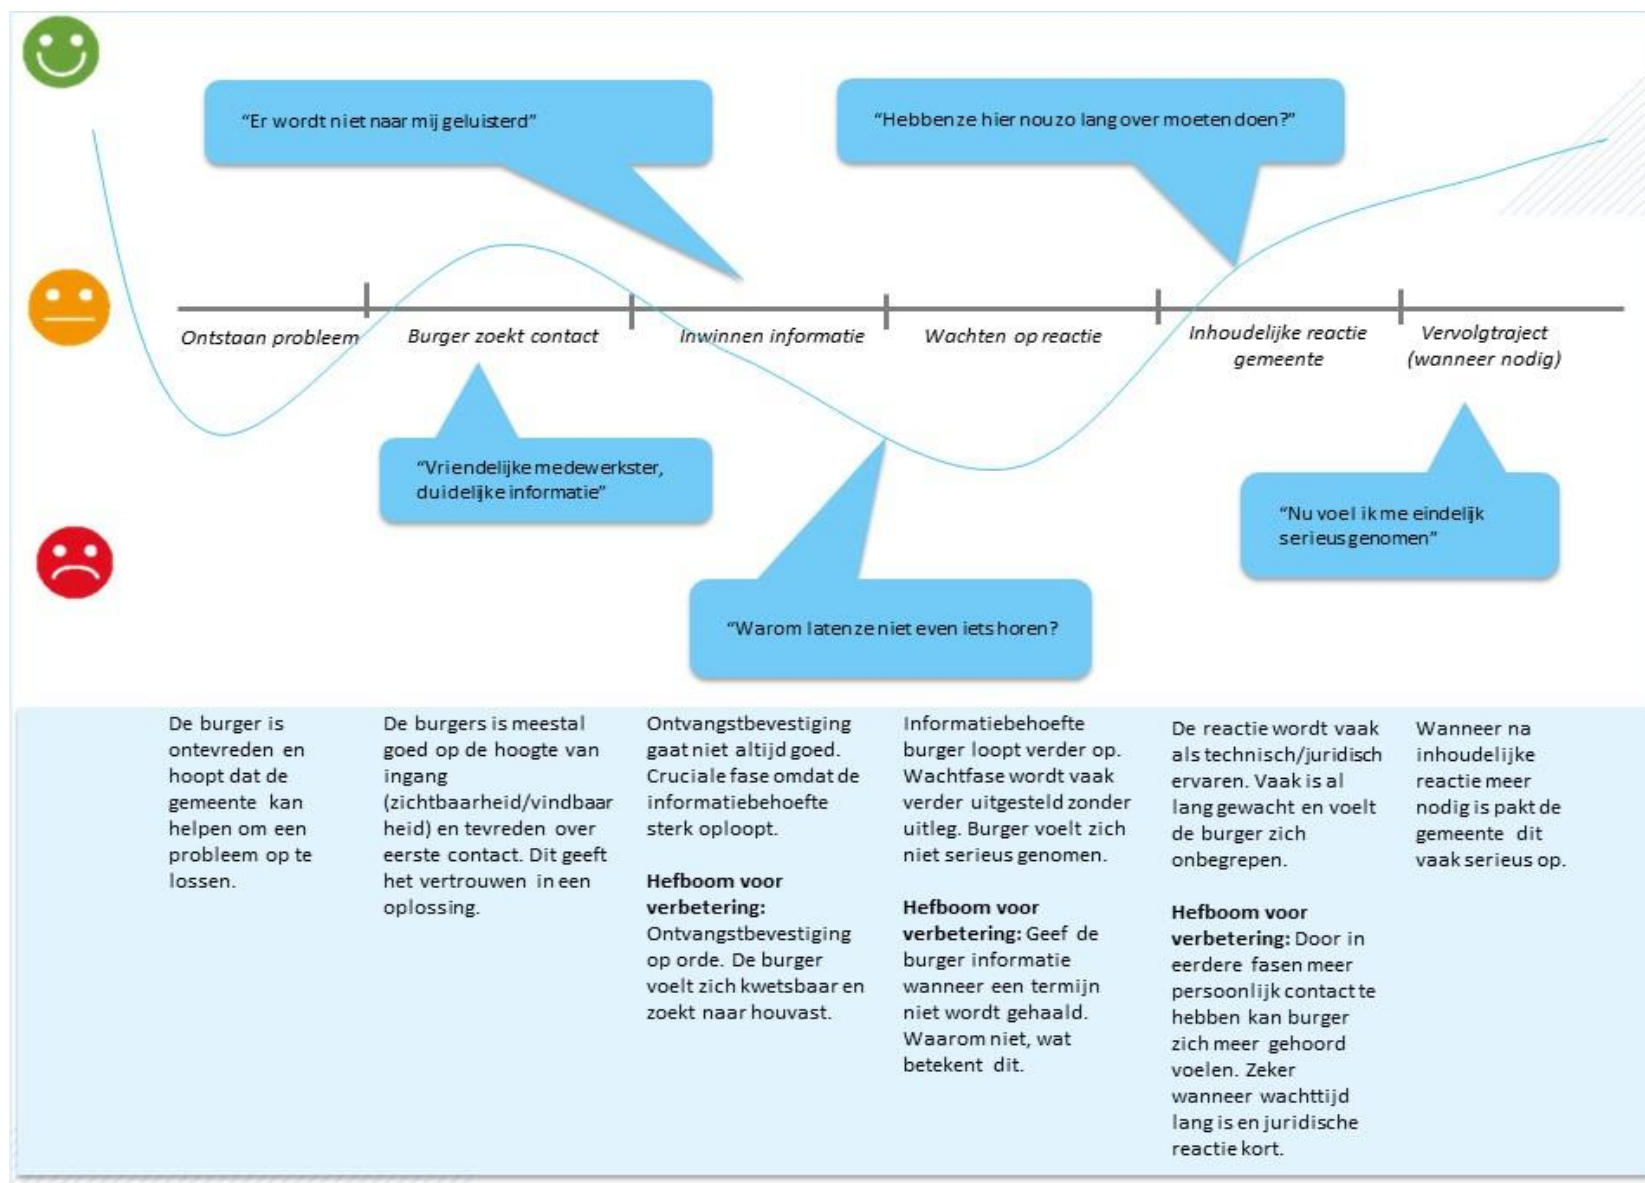 “Er wordt niet naar mij geluisterd”
“Hebben ze hier nou zo lang over moeten doen?”
Ontstaan probleem
Burger zoekt contact
Inwinnen informatie
Wachten op reactie
Inhoudelijke reactie
gemeente
Vervolgtraject
(wanneer nodig)
“Vriendelijke medewerkster,
duidelijke informatie”
“Nu voel ik me eindelijk
serieus genomen”
“Warom laten ze niet even iets horen?
De burger is
ontevreden en
hoopt dat de
gemeente kan
helpen om een
probleem op te
lossen.
De burgers is meestal
goed op de hoogte van
ingang
(zichtbaarheid/vindbaar
heid) en tevreden over
eerste contact. Dit geeft
het vertrouwen in een
oplossing.
Ontvangstbevestiging
gaat niet altijd goed.
Cruciale fase omdat de
informatiebehoefte
sterk oploopt.
Hefboom voor
verbetering:
Ontvangstbevestiging
op orde. De burger
voelt zich kwetsbaar en
zoekt naar houvast.
Informatiebehoefte
burger loopt verder op.
Wachtfase wordt vaak
verder uitgesteld zonder
uitleg. Burger voelt zich
niet serieus genomen.
Hefboom voor
verbetering: Geef de
burger informatie
wanneer een termijn
niet wordt gehaald.
Waarom niet, wat
betekent dit.
De reactie wordt vaak
als technisch/juridisch
ervaren. Vaak is al
lang gewacht en voelt
de burger zich
onbegrepen.
Hefboom voor
verbetering: Door in
eerdere fasen meer
persoonlijk contact te
hebben kan burger
zich meer gehoord
voelen. Zeker
wanneer wachttijd
lang is en juridische
reactie kort.
Wanneer na
inhoudelijke
reactie meer
nodig is pakt de
gemeente dit
vaak serieus op.